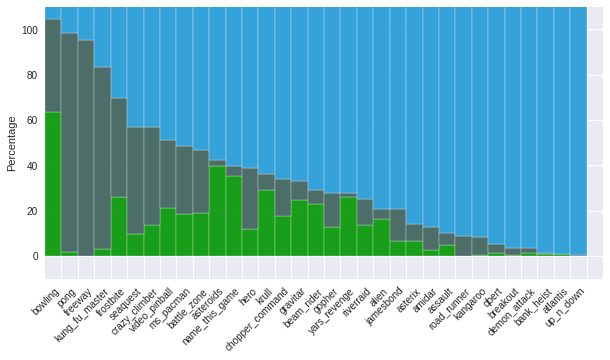 100
80
60
40
20
0
Percentage
bowling
pong
freeway
kung_fu_master
frostbite
seaquest
crazy_climber
video_pinball
ms_pacman
battle_zone
asteroids
name_this_game
hero
krull
chopper_command
gravitar
beam_rider
gopher
yars_revenge
riverraid
alien
jamesbond
asterix
amidar
assault
road_runner
kangaroo
qbert
breakout
demon_attack
bank_heist
atlantis
up_n_down